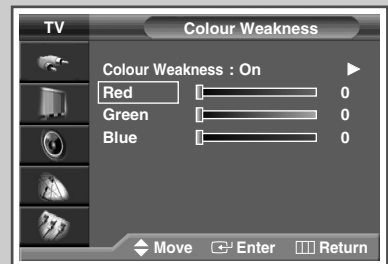 TV Colour Weakness
Colour Weakness : On
Red 0
Green 0
Blue 0
Move Enter Return